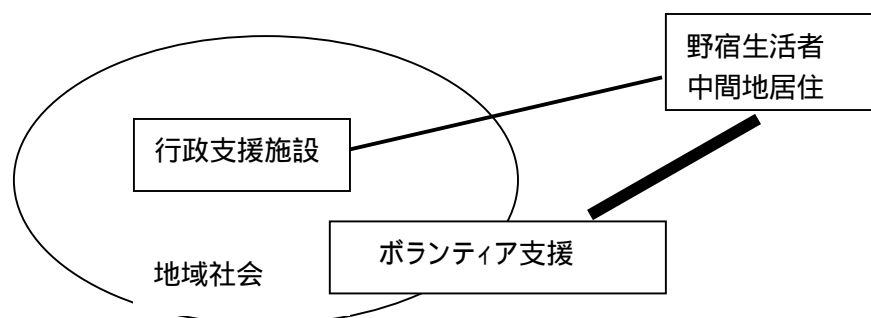 野宿生活者
中間地居住
行政支援施設
ボランティア支援
地域社会